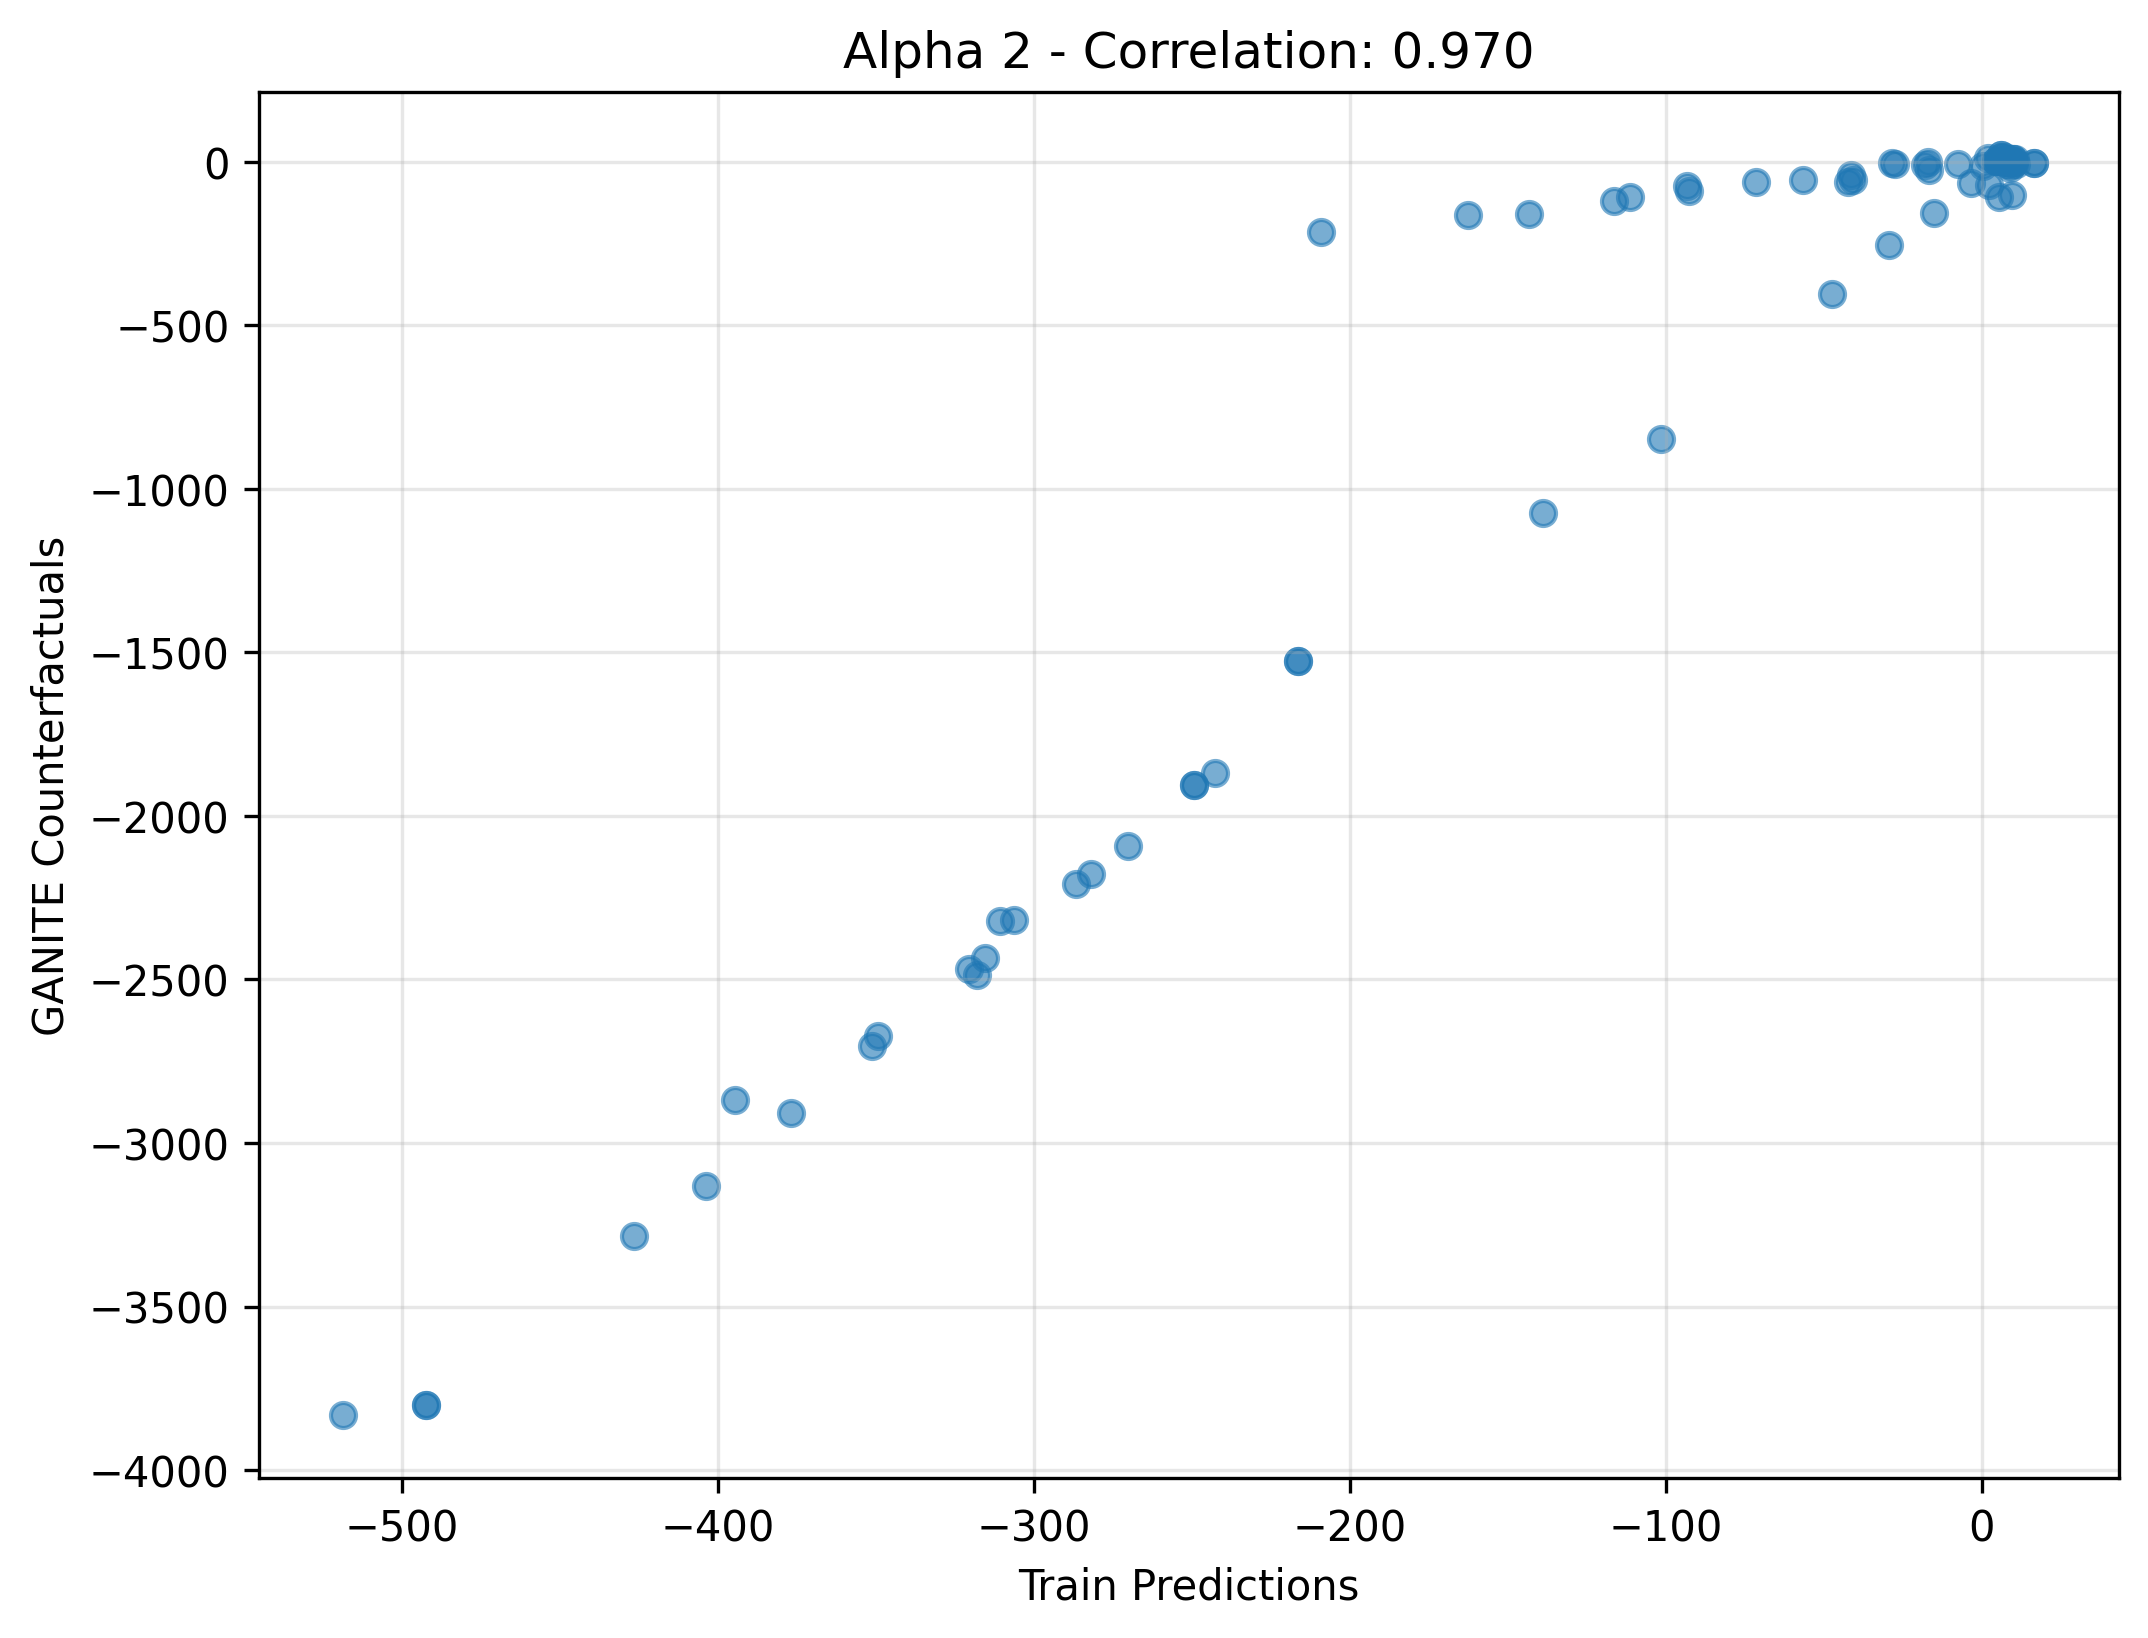 Alpha 2 - Correlation: 0.970
GANITE Counterfactuals
0
−500
−1000
−1500
−2000
−2500
−3000
−3500
−4000
−500 −400 −300 −200 −100 0
Train Predictions